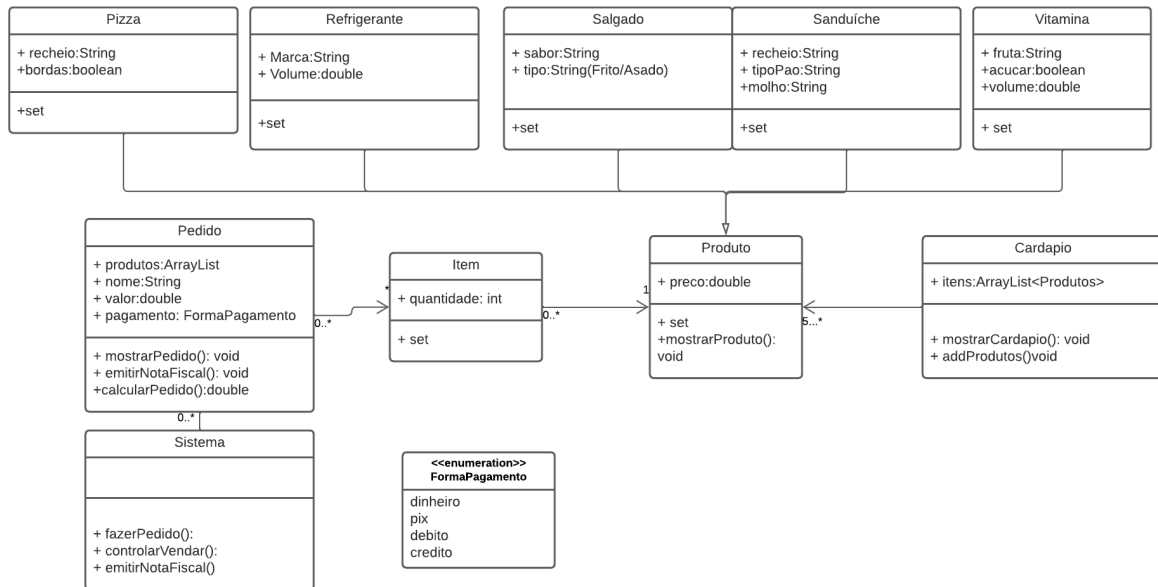 Pizza
+ recheio:String
+bordas:boolean
+set
Refrigerante
+ Marca:String
+ Volume:double
+set
Salgado
+ sabor:String
+ tipo:String(Frito/Asado)
+set
Sanduíche
+ recheio:String
+ tipoPao:String
+molho:String
+set
Vitamina
+ fruta:String
+acucar:boolean
+volume:double
+ set
Pedido
+ produtos:ArrayList
+ nome:String
+ valor:double
+ pagamento: FormaPagamento
+ mostrarPedido(): void
+ emitirNotaFiscal(): void
+calcularPedido():double
0..*
*
Item
+ quantidade: int
+ set
0..*
1
Produto
+ preco:double
+ set
+mostrarProduto():
void
5...*
Cardapio
+ itens:ArrayList<Produtos>
+ mostrarCardapio(): void
+ addProdutos()void
0..*
Sistema
+ fazerPedido():
+ controlarVendar():
+ emitirNotaFiscal()
<<enumeration>>
FormaPagamento
dinheiro
pix
debito
credito